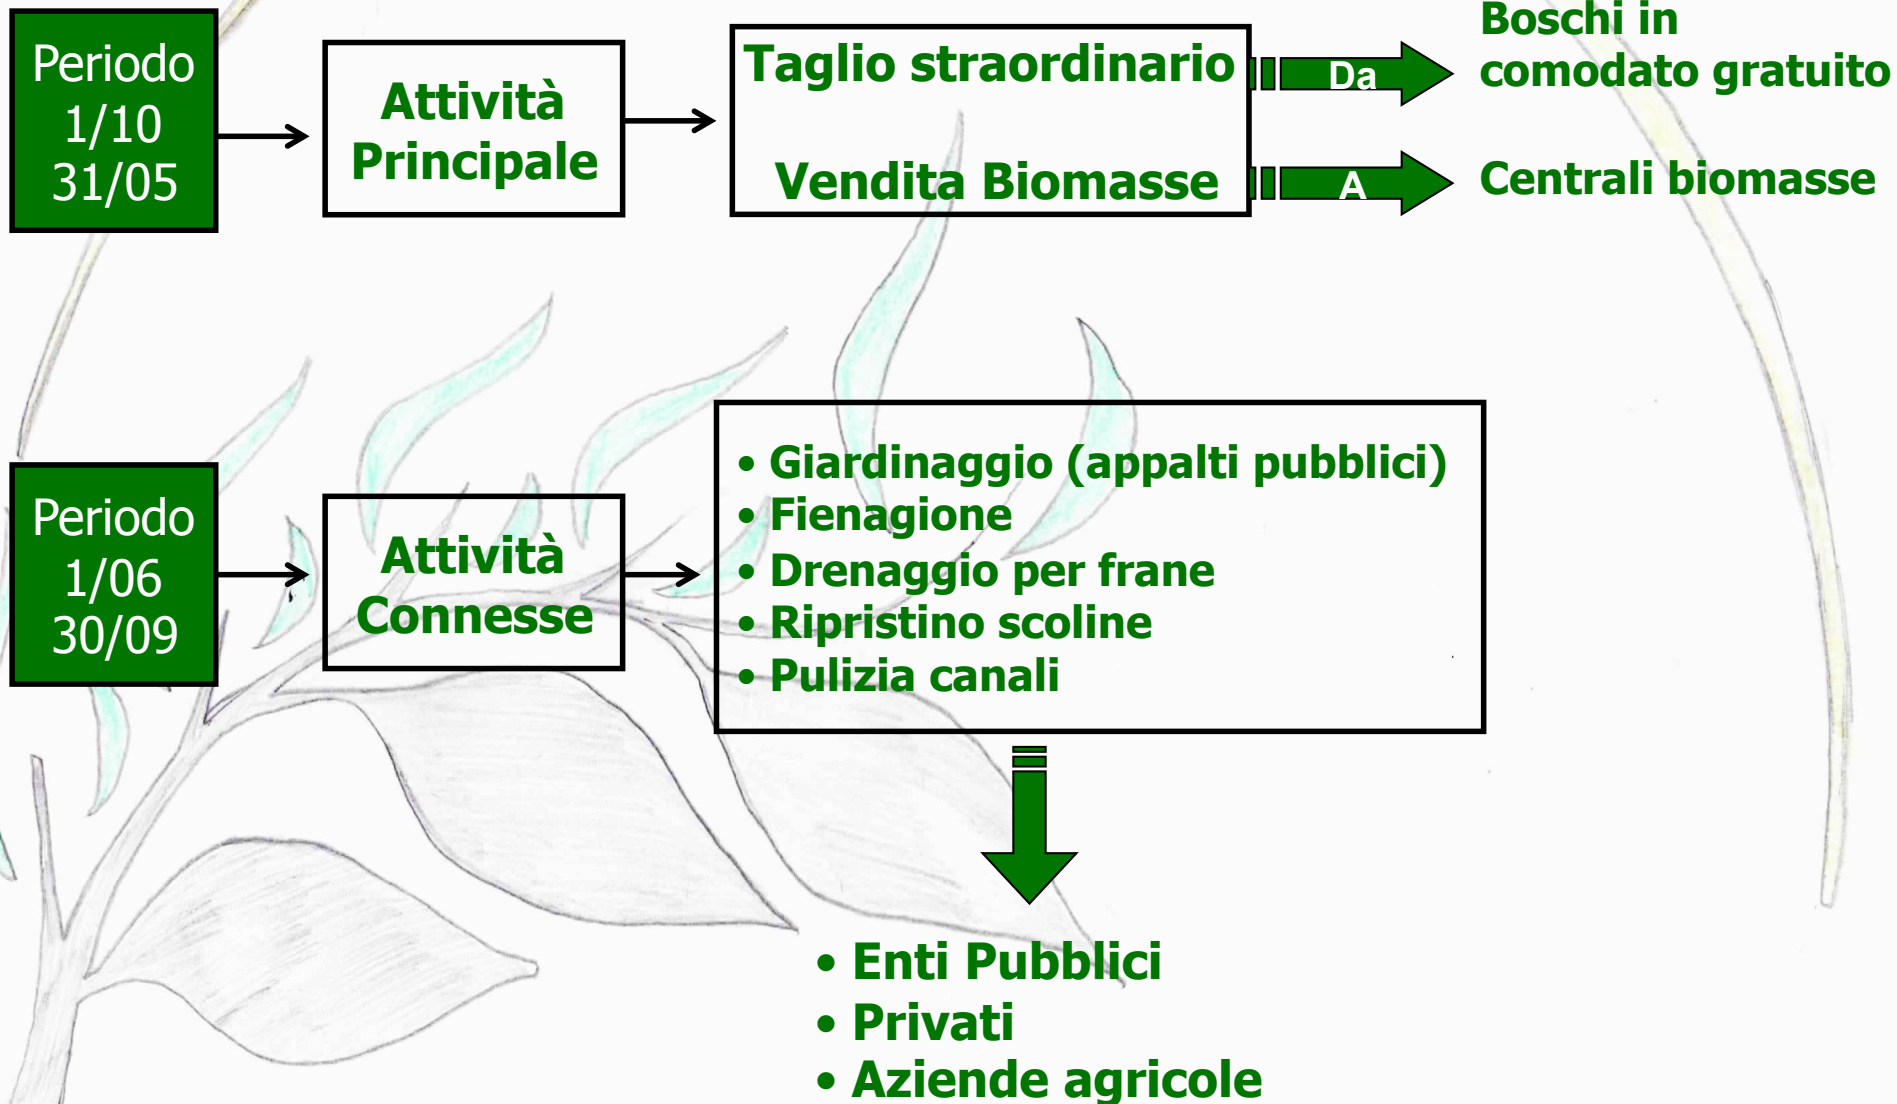 Periodo
1/10
31/05
Attività
Principale
Taglio straordinario
Vendita Biomasse
Da
A
Boschi in
comodato gratuito
Centrali biomasse
Periodo
1/06
30/09
Attività
Connesse
• Giardinaggio (appalti pubblici)
• Fienagione
• Drenaggio per frane
• Ripristino scoline
• Pulizia canali
• Enti Pubblici
• Privati
• Aziende agricole